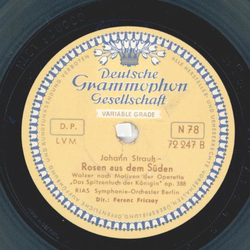 Deutsche
Grammophon
Gesellschaft
VARIABLE GRADE
D.P.
N 78
LVM
72 247 B
Johann Strauß
Rosen aus dem Süden
Walzer nach Motiven der Operette
"Das Spitzentuch der Königin" op. 388
RIAS Symphonie-Orchester Berlin
Dir.: Ferenc Fricsay